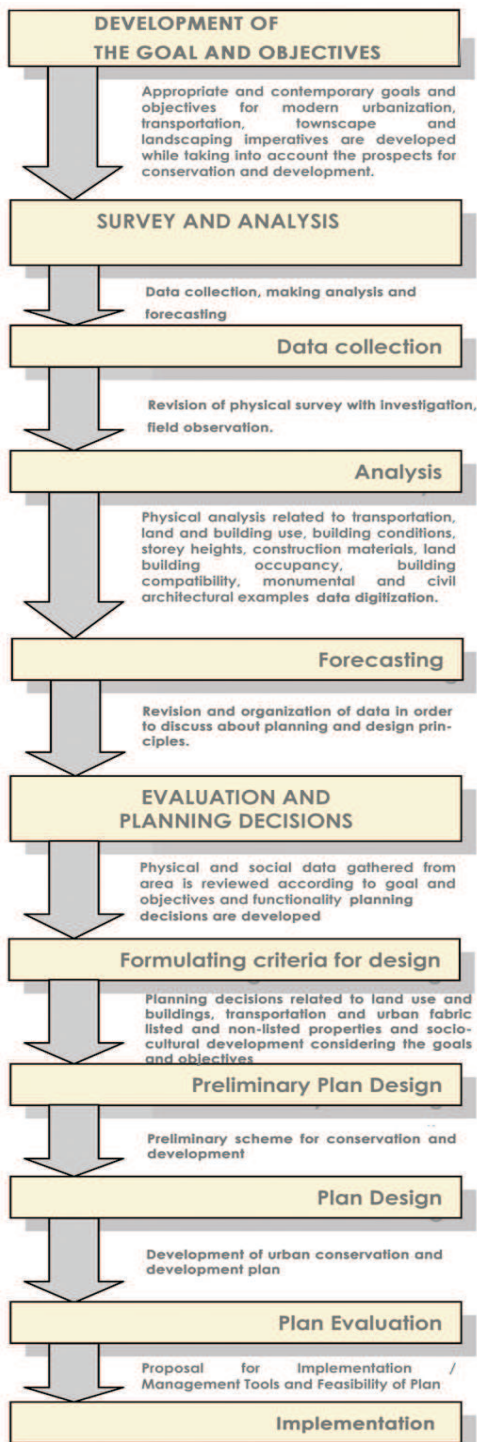 DEVELOPMENT OF
THE GOAL AND OBJECTIVES
Appropriate and contemporary goals and
objectives for modern urbanization,
transportation, townscape and
landscaping imperatives are developed
while taking into account the prospects for
conservation and development.
SURVEY AND ANALYSIS
Data collection, making analysis and
forecasting
Data collection
Revision of physical survey with investigation,
field observation.
Analysis
Physical analysis related to transportation,
land and building use, building conditions,
storey heights, construction materials, land
building occupancy, building
compatibility, monumental and civil
architectural examples data digitization.
Forecasting
Revision and organization of data in order
to discuss about planning and design prin-
ciples.
EVALUATION AND
PLANNING DECISIONS
Physical and social data gathered from
area is reviewed according to goal and
objectives and functionality planning
decisions are developed
Formulating criteria for design
Planning decisions related to land use and
buildings, transportation and urban fabric
listed and non-listed properties and socio-
cultural development considering the goals
and objectives
Preliminary Plan Design
Preliminary scheme for conservation and
development
Plan Design
Development of urban conservation and
development plan
Plan Evaluation
Proposal for Implementation /
Management Tools and Feasibility of Plan
Implementation